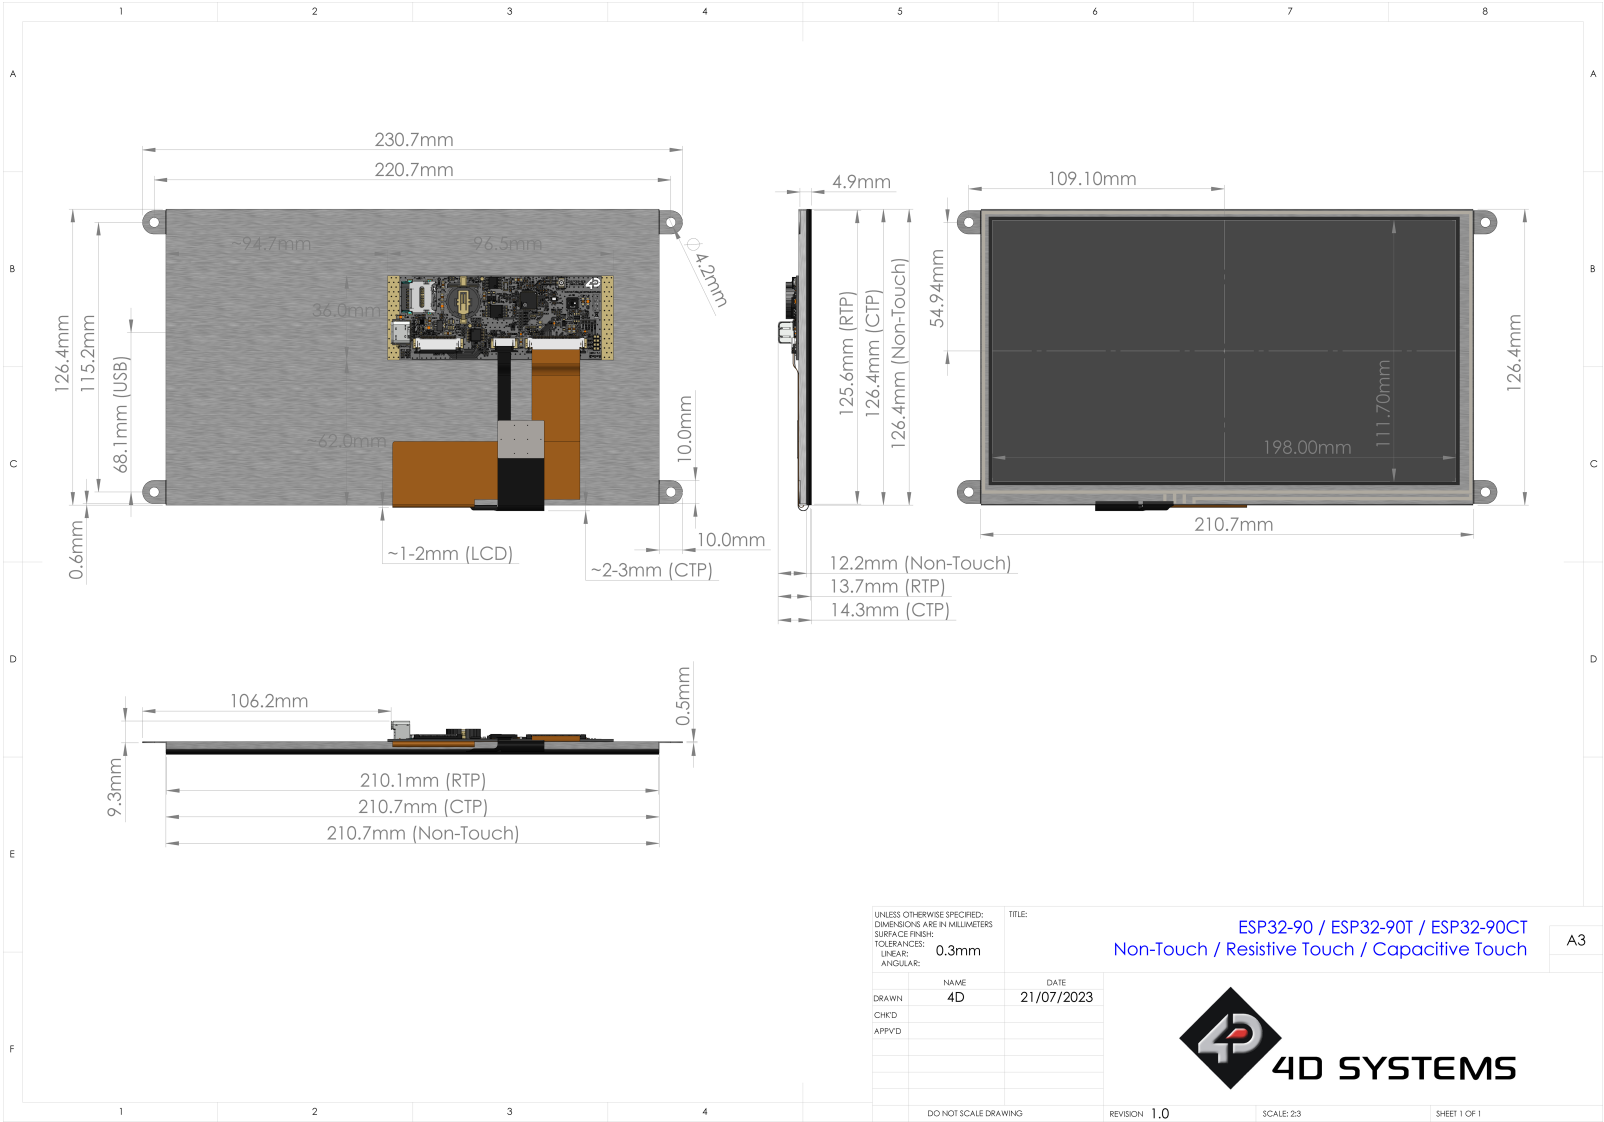 1 2 3 4 5 6 7 8
A A
230.7mm
220.7mm
4.9mm
109.10mm
~94.7mm 96.5mm
⌀4.2mm
B B
36.0mm
4D
126.4mm
115.2mm
68.1mm (USB)
~62.0mm
10.0mm
125.6mm (RTP)
126.4mm (CTP)
126.4mm (Non-Touch)
54.94mm
111.70mm
198.00mm
126.4mm
C C
210.7mm
0.6mm
~1-2mm (LCD)
10.0mm
~2-3mm (CTP)
12.2mm (Non-Touch)
13.7mm (RTP)
14.3mm (CTP)
D D
106.2mm
0.5mm
9.3mm
210.1mm (RTP)
210.7mm (CTP)
210.7mm (Non-Touch)
E
F
UNLESS OTHERWISE SPECIFIED:
DIMENSIONS ARE IN MILLIMETERS
SURFACE FINISH:
TOLERANCES:
LINEAR: 0.3mm
ANGULAR:
TITLE:
ESP32-90 / ESP32-90T / ESP32-90CT
Non-Touch / Resistive Touch / Capacitive Touch
A3
NAME DATE
DRAWN 4D 21/07/2023
CHK'D
APPV'D
4D SYSTEMS
DO NOT SCALE DRAWING REVISION 1.0 SCALE: 2:3 SHEET 1 OF 1
1 2 3 4